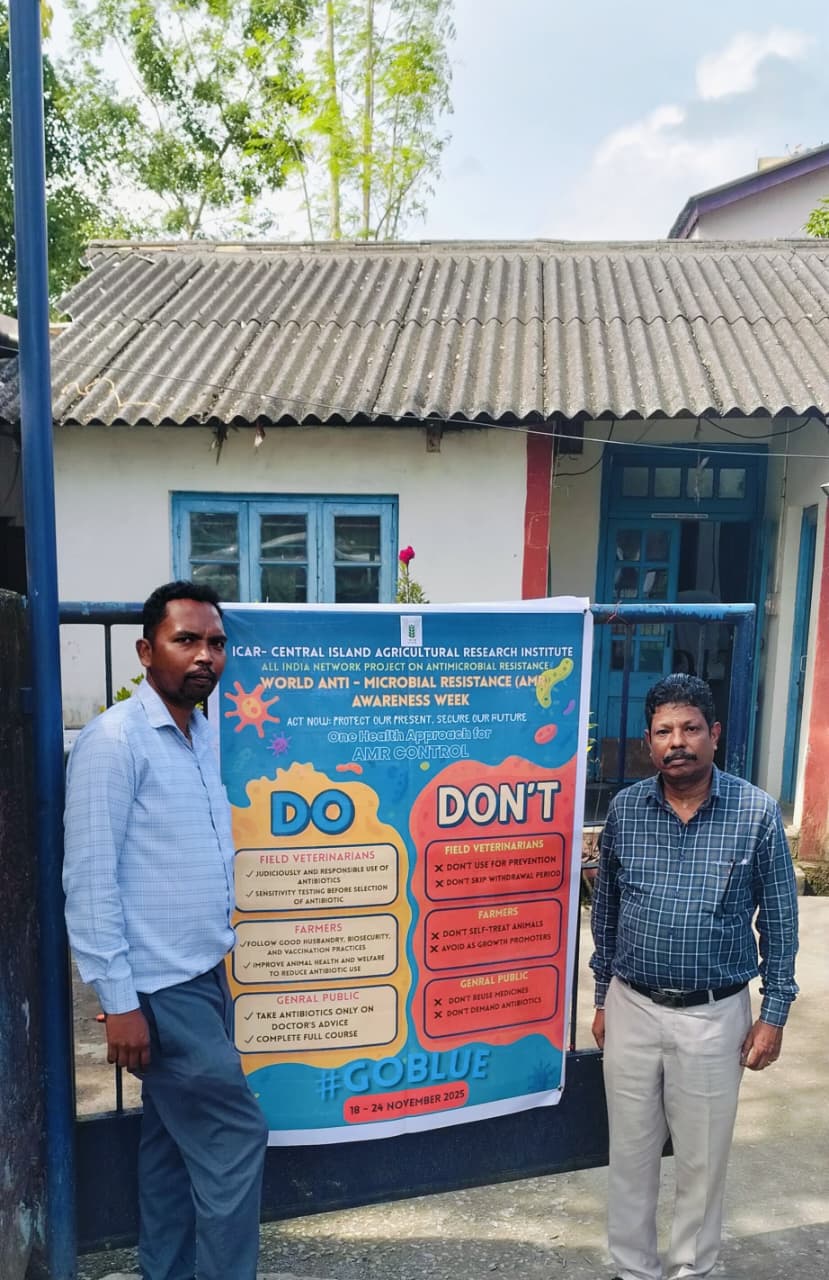 ICAR- CENTRAL ISLAND AGRICULTURAL RESEARCH INSTITUTE
ALL INDIA NETWORK PROJECT ON ANTIMICROBIAL RESISTANCE
WORLD ANTI - MICROBIAL RESISTANCE (AMR)
AWARENESS WEEK
ACT NOW: PROTECT OUR PRESENT, SECURE OUR FUTURE
One Health Approach for
AMR CONTROL
DO
FIELD VETERINARIANS
✓ JUDICIOUSLY AND RESPONSIBLE USE OF
ANTIBIOTICS
✓ SENSITIVITY TESTING BEFORE SELECTION
OF ANTIBIOTIC
FARMERS
✓ FOLLOW GOOD HUSBANDRY, BIOSECURITY,
AND VACCINATION PRACTICES
✓ IMPROVE ANIMAL HEALTH AND WELFARE
TO REDUCE ANTIBIOTIC USE
GENRAL PUBLIC
✓ TAKE ANTIBIOTICS ONLY ON
DOCTOR'S ADVICE
✓ COMPLETE FULL COURSE
DON'T
FIELD VETERINARIANS
✗ DON'T USE FOR PREVENTION
✗ DON'T SKIP WITHDRAWAL PERIOD
FARMERS
✗ DON'T SELF-TREAT ANIMALS
✗ AVOID AS GROWTH PROMOTERS
GENRAL PUBLIC
✗ DON'T REUSE MEDICINES
✗ DON'T DEMAND ANTIBIOTICS
#GOBLUE
18 - 24 NOVEMBER 2025